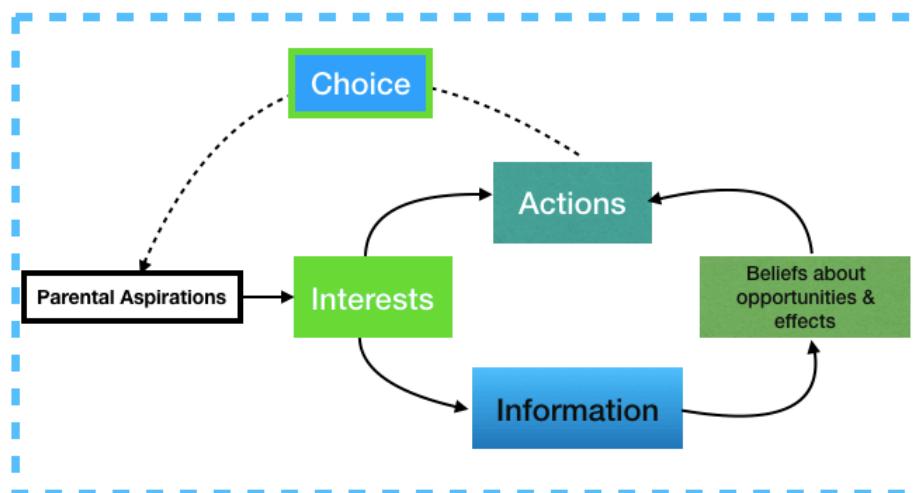 Choice
Actions
Parental Aspirations
Interests
Beliefs about
opportunities &
effects
Information